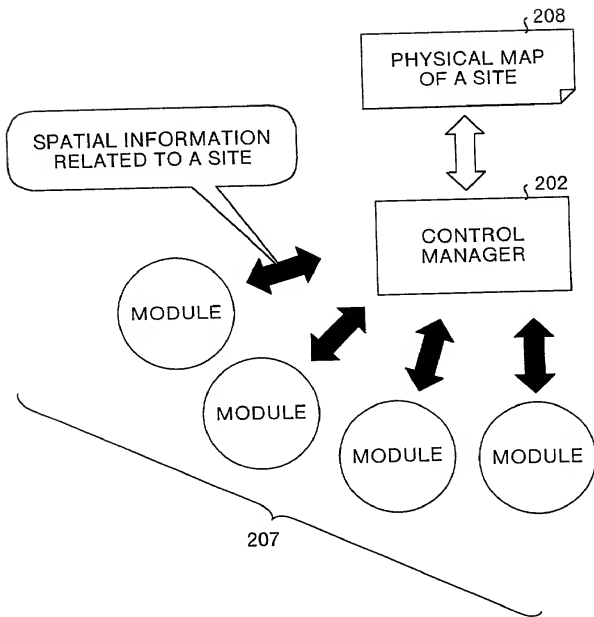 208
PHYSICAL MAP
OF A SITE
SPATIAL INFORMATION
RELATED TO A SITE
202
CONTROL
MANAGER
MODULE
MODULE
MODULE
MODULE
207